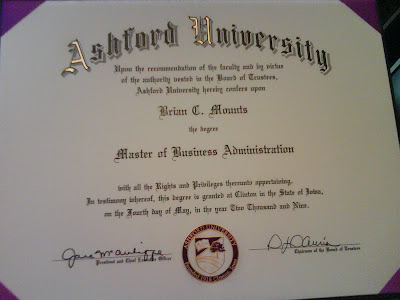 Ashford University
Upon the recommendation of the faculty and by virtue
of the authority vested in the Board of Trustees,
Ashford University hereby confers upon
Brian C. Mounts
the degree
Master of Business Administration
with all the Rights and Privileges thereunto appertaining.
In testimony whereof, this degree is granted at Clinton in the State of Iowa,
on the Fourth day of May, in the year Two Thousand and Nine.
President and Chief Executive Officer
Chairman of the Board of Trustees
ASHFORD UNIVERSITY